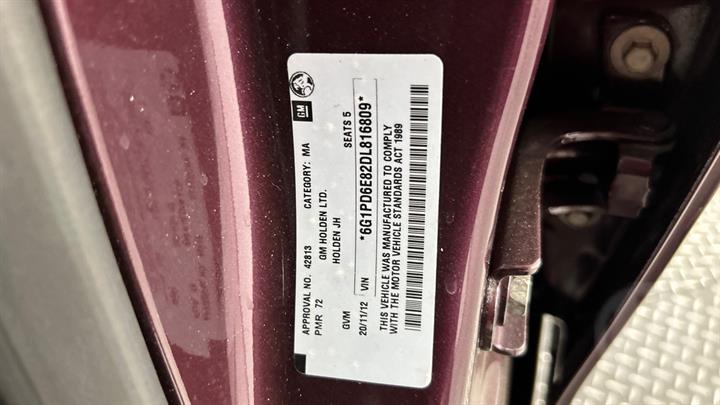 GM
APPROVAL NO. 42813 CATEGORY: MA
PMR 72
GM HOLDEN LTD.
HOLDEN JH
GVM SEATS 5
20/11/12 VIN *6G1PD6E82DL816809*
THIS VEHICLE WAS MANUFACTURED TO COMPLY
WITH THE MOTOR VEHICLE STANDARDS ACT 1989